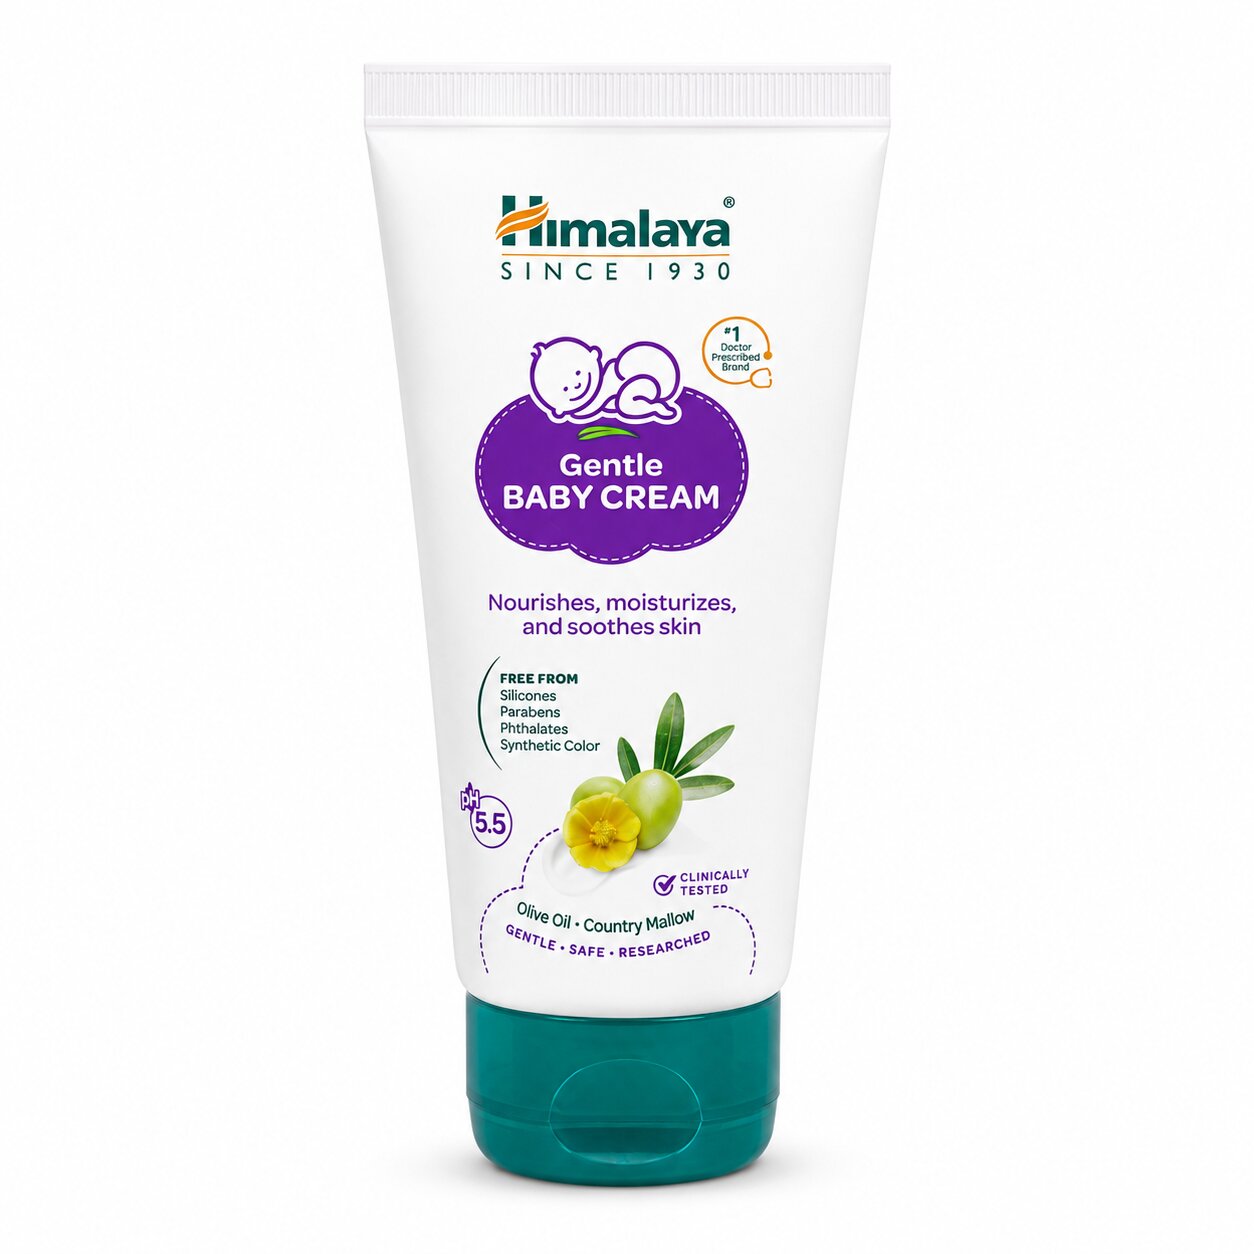 Himalaya®
SINCE 1930
#1
Doctor
Prescribed
Brand
Gentle
BABY CREAM
Nourishes, moisturizes,
and soothes skin
FREE FROM
Silicones
Parabens
Phthalates
Synthetic Color
pH
5.5
CLINICALLY
TESTED
Olive Oil • Country Mallow
GENTLE • SAFE • RESEARCHED